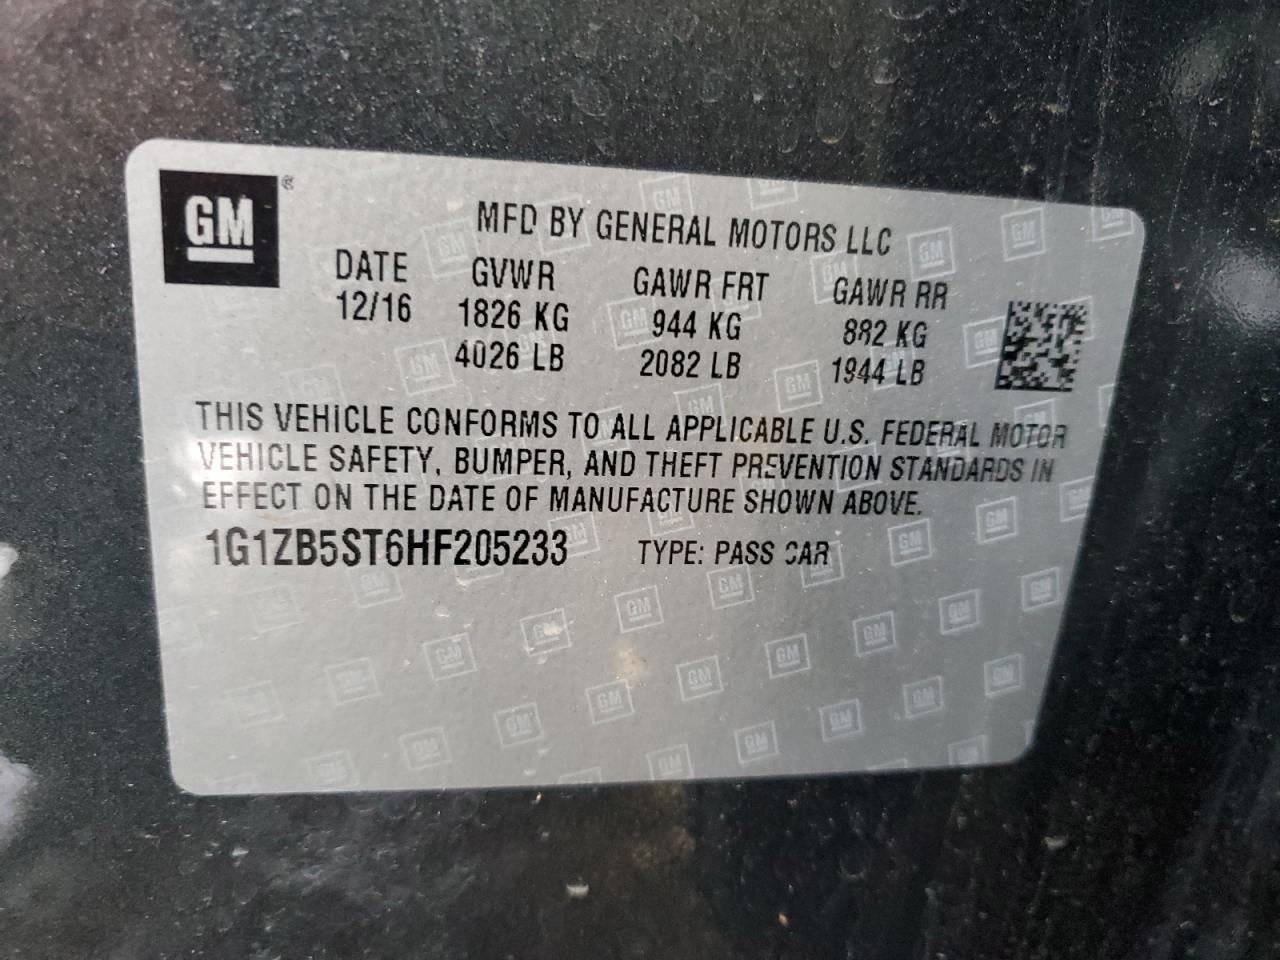 GM ®
MFD BY GENERAL MOTORS LLC
DATE GVWR GAWR FRT GAWR RR
12/16 1826 KG 944 KG 882 KG
4026 LB 2082 LB 1944 LB
THIS VEHICLE CONFORMS TO ALL APPLICABLE U.S. FEDERAL MOTOR
VEHICLE SAFETY, BUMPER, AND THEFT PREVENTION STANDARDS IN
EFFECT ON THE DATE OF MANUFACTURE SHOWN ABOVE.
1G1ZB5ST6HF205233 TYPE: PASS CAR